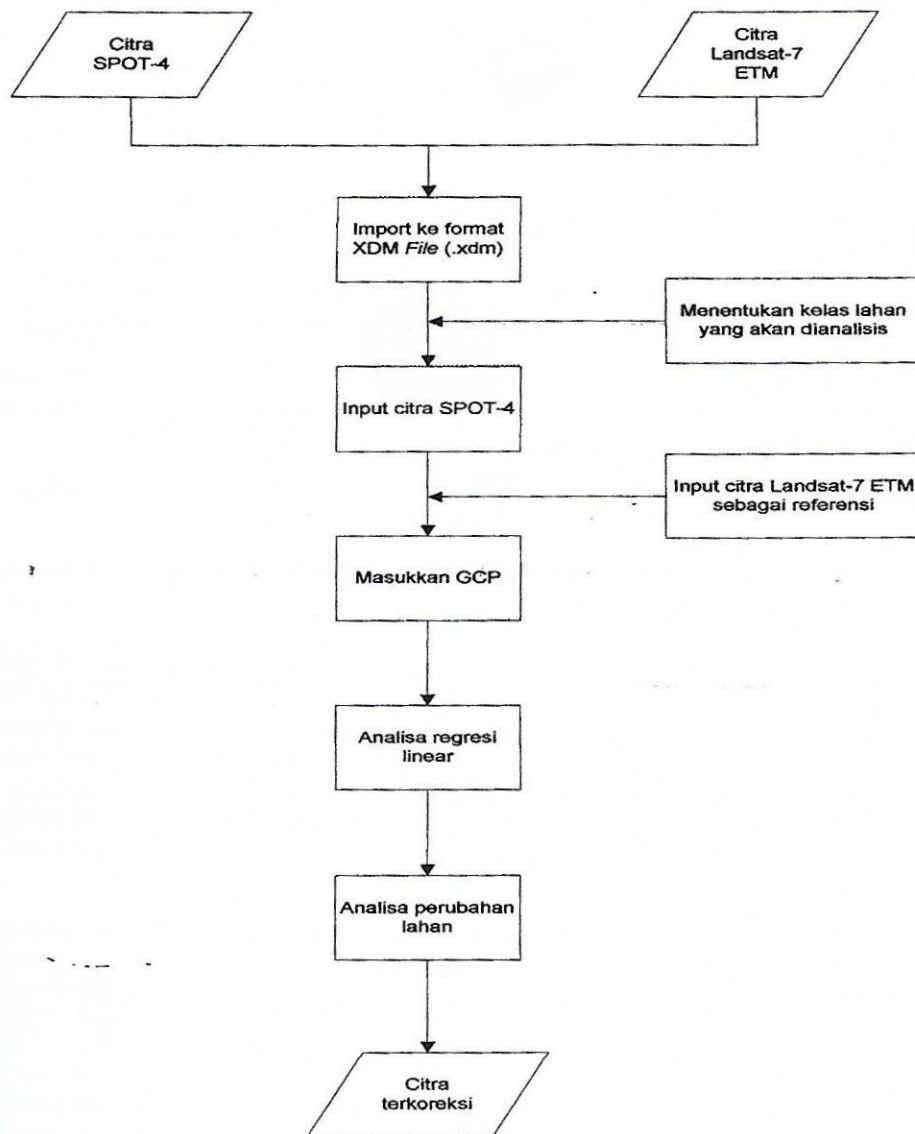 Citra
SPOT-4
Citra
Landsat-7
ETM
Import ke format
XDM File (.xdm)
Menentukan kelas lahan
yang akan dianalisis
Input citra SPOT-4
Input citra Landsat-7 ETM
sebagai referensi
Masukkan GCP
Analisa regresi
linear
Analisa perubahan
lahan
Citra
terkoreksi